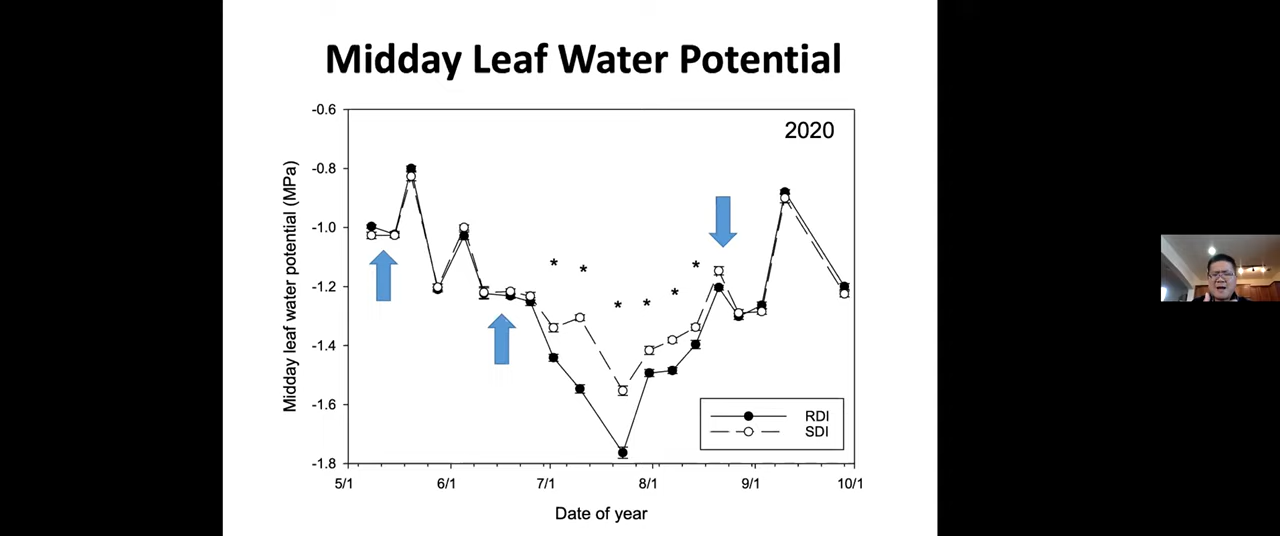 Midday Leaf Water Potential
2020
Midday leaf water potential (MPa)
-0.6
-0.8
-1.0
-1.2
-1.4
-1.6
-1.8
* * * * * *
RDI
SDI
5/1 6/1 7/1 8/1 9/1 10/1
Date of year